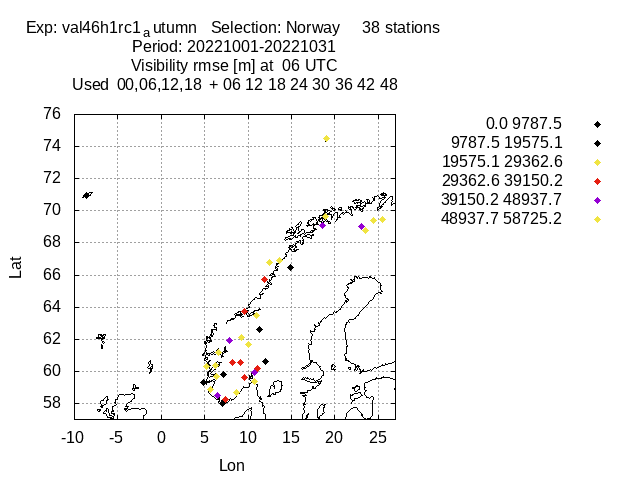 Exp: val46h1rc1autumn Selection: Norway 38 stations
Period: 20221001-20221031
Visibility rmse [m] at 06 UTC
Used 00,06,12,18 + 06 12 18 24 30 36 42 48
76
74
72
70
68
66
64
62
60
58
Lat
-10 -5 0 5 10 15 20 25
Lon
0.0 9787.5
9787.5 19575.1
19575.1 29362.6
29362.6 39150.2
39150.2 48937.7
48937.7 58725.2